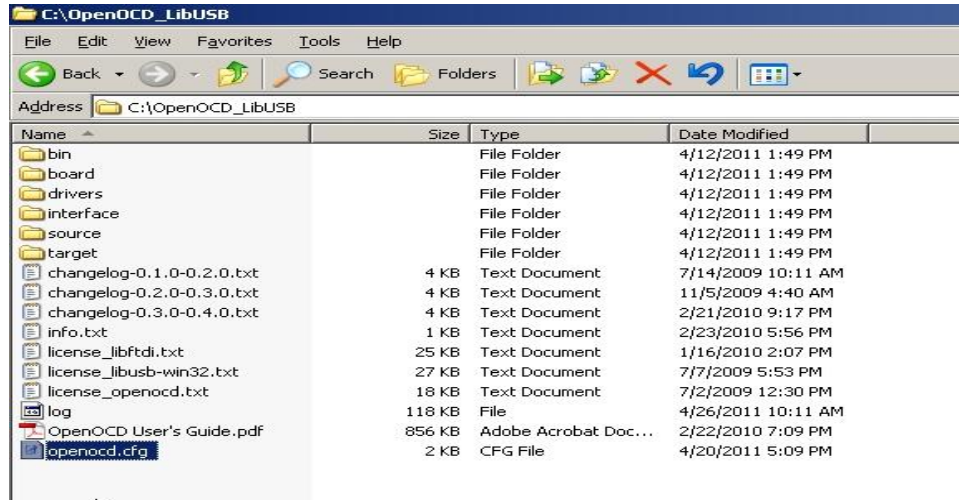 C:\OpenOCD_LibUSB
File Edit View Favorites Tools Help
Back Search Folders
Address C:\OpenOCD_LibUSB
Name Size Type Date Modified
bin File Folder 4/12/2011 1:49 PM
board File Folder 4/12/2011 1:49 PM
drivers File Folder 4/12/2011 1:49 PM
interface File Folder 4/12/2011 1:49 PM
source File Folder 4/12/2011 1:49 PM
target File Folder 4/12/2011 1:49 PM
changelog-0.1.0-0.2.0.txt 4 KB Text Document 7/14/2009 10:11 AM
changelog-0.2.0-0.3.0.txt 4 KB Text Document 11/5/2009 4:40 AM
changelog-0.3.0-0.4.0.txt 4 KB Text Document 2/21/2010 9:17 PM
info.txt 1 KB Text Document 2/23/2010 5:56 PM
license_libftdi.txt 25 KB Text Document 1/16/2010 2:07 PM
license_libusb-win32.txt 27 KB Text Document 7/7/2009 5:53 PM
license_openocd.txt 18 KB Text Document 7/2/2009 12:30 PM
log 118 KB File 4/26/2011 10:11 AM
OpenOCD User's Guide.pdf 856 KB Adobe Acrobat Doc... 2/22/2010 7:09 PM
openocd.cfg 2 KB CFG File 4/20/2011 5:09 PM